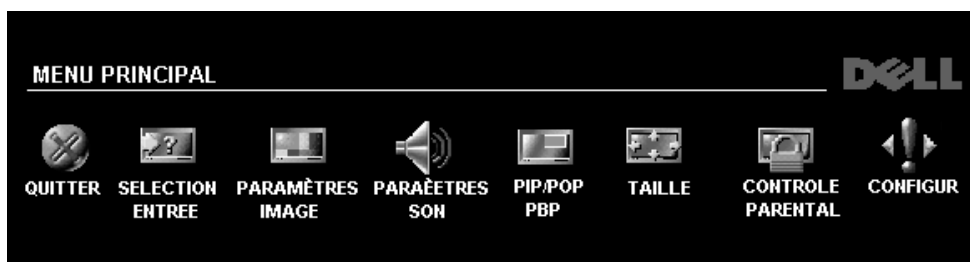 MENU PRINCIPAL
DELL
QUITTER SELECTION PARAMÈTRES PARAÈETRES PIP/POP TAILLE CONTROLE CONFIGUR
ENTREE IMAGE SON PBP PARENTAL